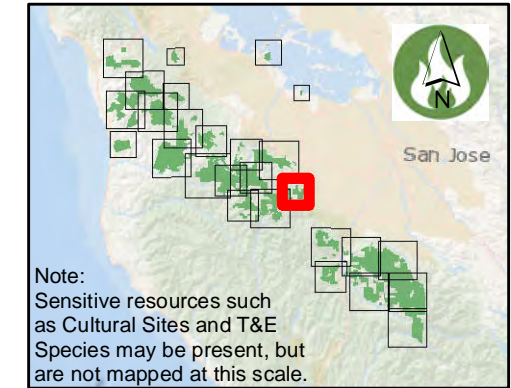 N
San Jose
Note:
Sensitive resources such
as Cultural Sites and T&E
Species may be present, but
are not mapped at this scale.